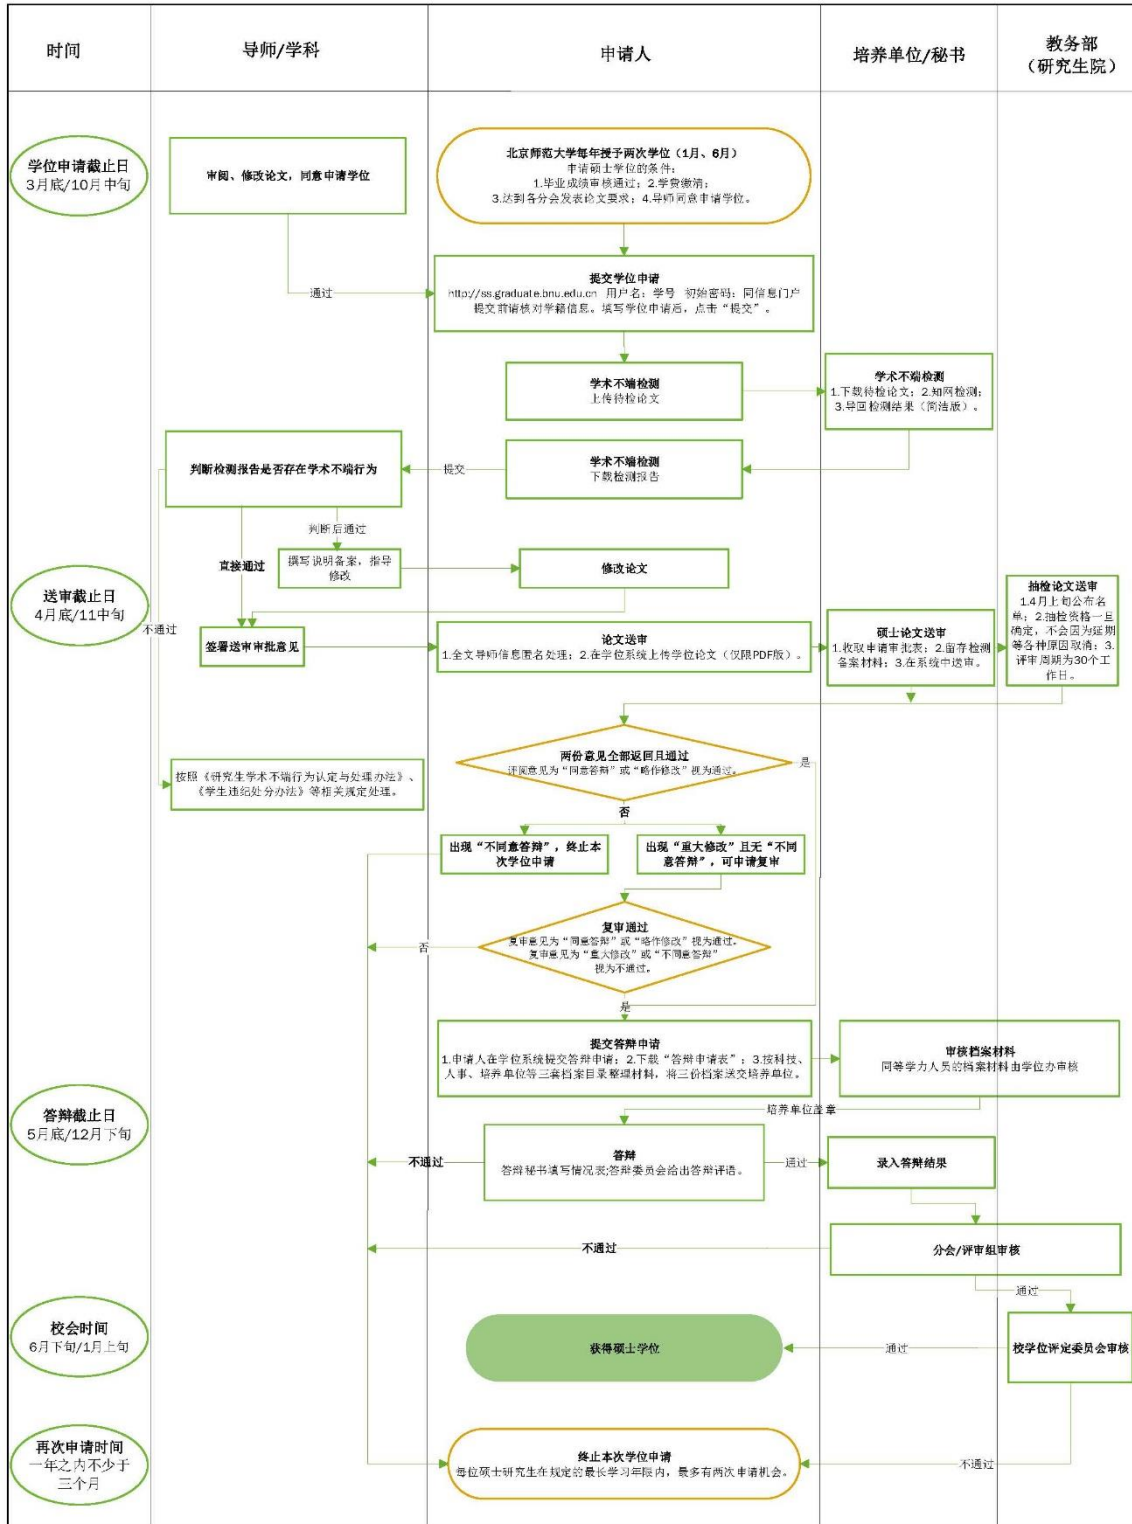 时间
导师/学科
申请人
培养单位/秘书
教务部
（研究生院）
学位申请截止日
3月底/10月中旬
审阅、修改论文，同意申请学位
北京师范大学每年授予两次学位（1月、6月）
申请硕士学位的条件：
1.毕业成绩审核通过；2.学费缴清；
3.达到各分会发表论文要求；4.导师同意申请学位。
通过
提交学位申请
http://ss.graduate.bnu.edu.cn 用户名：学号 初始密码：同信息门户
提交前请核对学籍信息。填写学位申请后，点击“提交”。
学术不端检测
上传待检论文
学术不端检测
1.下载待检论文；2.知网检测；
3.导回检测结果（简洁版）。
判断检测报告是否存在学术不端行为
提交
学术不端检测
下载检测报告
判断后通过
直接通过
撰写说明备案，指导
修改
修改论文
送审截止日
4月底/11中旬
不通过
签署送审审批意见
论文送审
1.全文导师信息匿名处理；2.在学位系统上传学位论文（仅限PDF版）。
硕士论文送审
1.收取申请审批表；2.留存检测
备案材料；3.在系统中送审。
抽检论文送审
1.4月上旬公布名
单；2.抽检资格一旦
确定，不会因为延期
等各种原因取消；3.
评审周期为30个工
作日。
两份意见全部返回且通过
评阅意见为“同意答辩”或“略作修改”视为通过。
是
按照《研究生学术不端行为认定与处理办法》、
《学生违纪处分办法》等相关规定处理。
否
出现“不同意答辩”，终止本
次学位申请
出现“重大修改”且无“不同
意答辩”，可申请复审
复审通过
复审意见为“同意答辩”或“略作修改”视为通过。
复审意见为“重大修改”或“不同意答辩”
视为不通过。
否
是
提交答辩申请
1.申请人在学位系统提交答辩申请；2.下载“答辩申请表”；3.按科技、
人事、培养单位等三套档案目录整理材料，将三份档案送交培养单位。
审核档案材料
同等学力人员的档案材料由学位办审核
答辩截止日
5月底/12月下旬
培养单位盖章
不通过
答辩
答辩秘书填写情况表;答辩委员会给出答辩评语。
通过
录入答辩结果
不通过
分会/评审组审核
通过
校会时间
6月下旬/1月上旬
获得硕士学位
通过
校学位评定委员会审核
再次申请时间
一年之内不少于
三个月
终止本次学位申请
每位硕士研究生在规定的最长学习年限内，最多有两次申请机会。
不通过